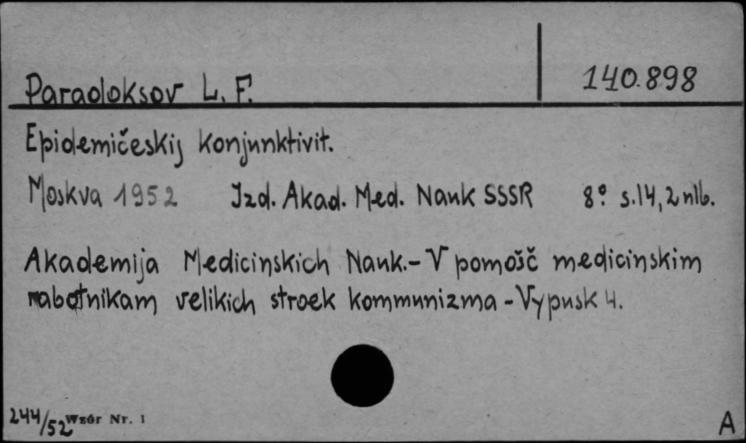 Paradoksov L. F.
140.898
Epidemičeskij Konjunktivit.
Moskva 1952 Izd. Akad. Med. Nauk SSSR 8° s.14, 2 nlb.
Akademija Medicinskich Nauk.- V pomošč medicinskim
rabotnikam velikich stroek kommunizma - Vypusk 4.
244/52 Wzór Nr. 1
A